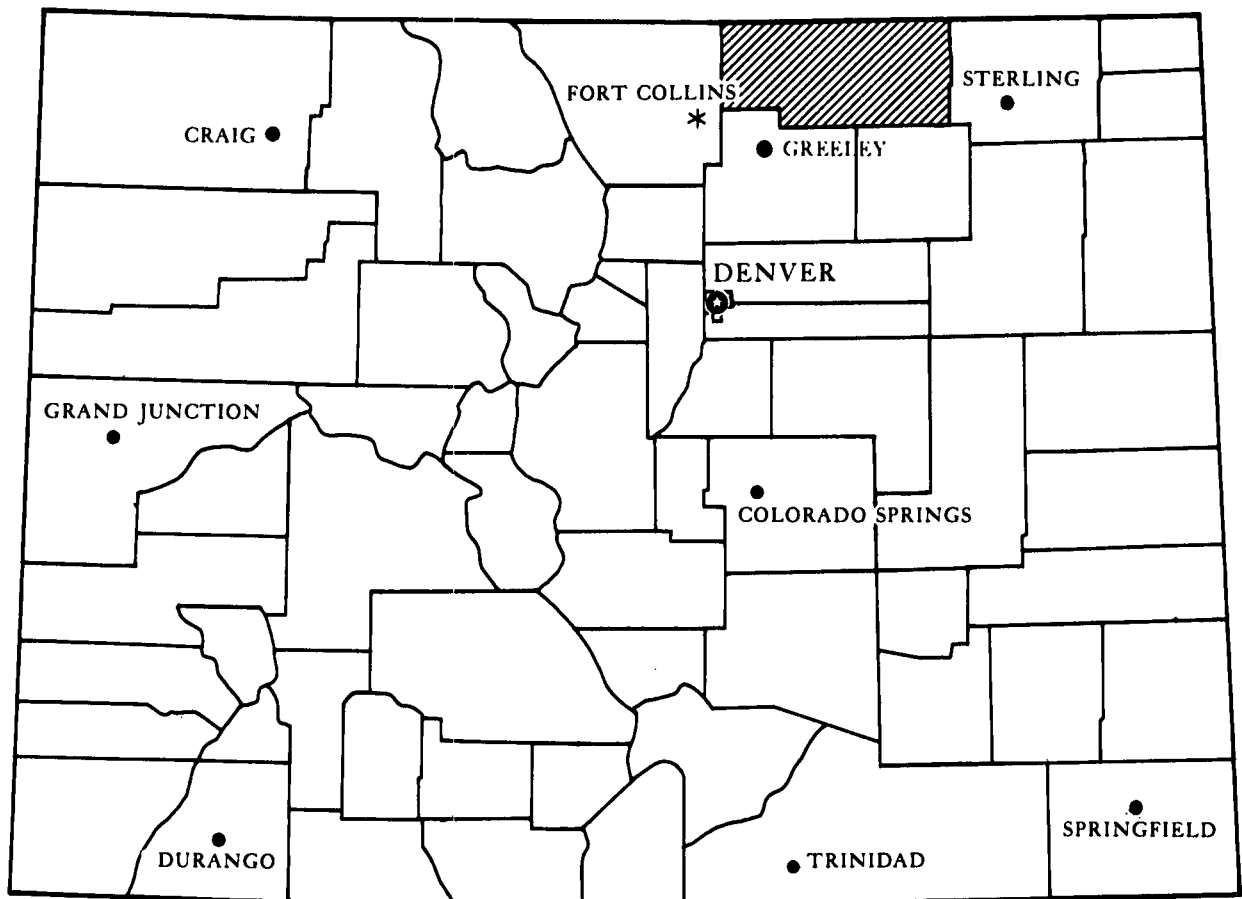 FORT COLLINS
STERLING
CRAIG
GREELEY
DENVER
GRAND JUNCTION
COLORADO SPRINGS
SPRINGFIELD
DURANGO
TRINIDAD